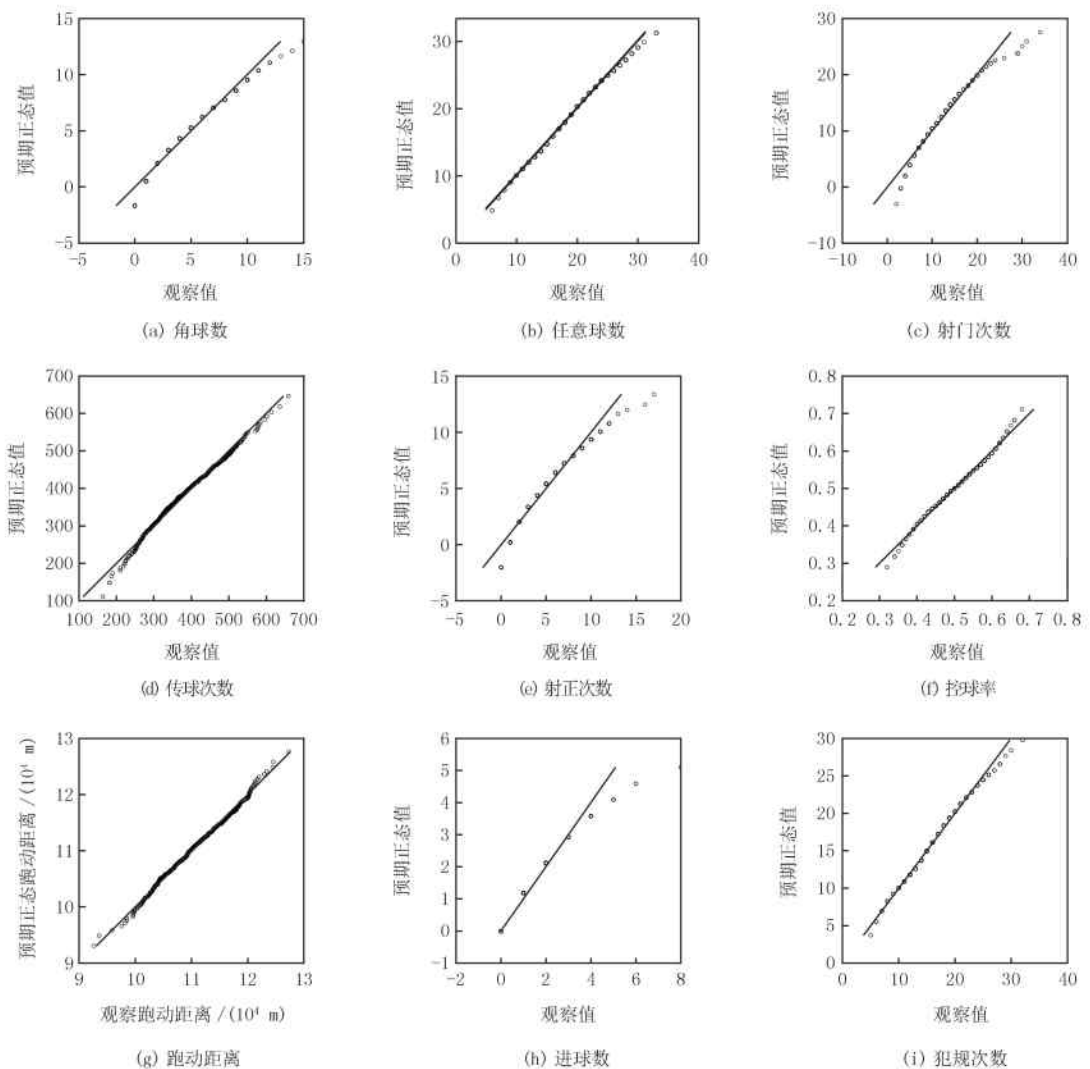 15
10
5
0
-5
预期正态值
-5 0 5 10 15
观察值
(a) 角球数
30
20
10
0
预期正态值
0 10 20 30 40
观察值
(b) 任意球数
30
20
10
0
-10
预期正态值
-10 0 10 20 30 40
观察值
(c) 射门次数
700
600
500
400
300
200
100
预期正态值
100 200 300 400 500 600 700
观察值
(d) 传球次数
15
10
5
0
-5
预期正态值
-5 0 5 10 15 20
观察值
(e) 射正次数
0.8
0.7
0.6
0.5
0.4
0.3
0.2
预期正态值
0.2 0.3 0.4 0.5 0.6 0.7 0.8
观察值
(f) 控球率
13
12
11
10
9
预期正态跑动距离/(10⁴ m)
9 10 11 12 13
观察跑动距离/(10⁴ m)
(g) 跑动距离
6
5
4
3
2
1
0
-1
预期正态值
-2 0 2 4 6 8
观察值
(h) 进球数
30
25
20
15
10
5
0
预期正态值
0 10 20 30 40
观察值
(i) 犯规次数